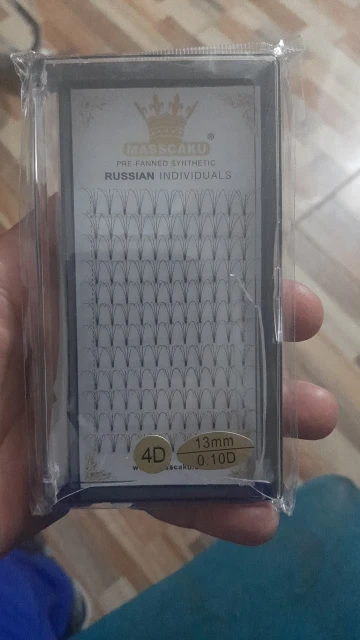 MASSCAKU®
PRE-FANNED SYNTHETIC
RUSSIAN INDIVIDUALS
4D
13mm
0.10D